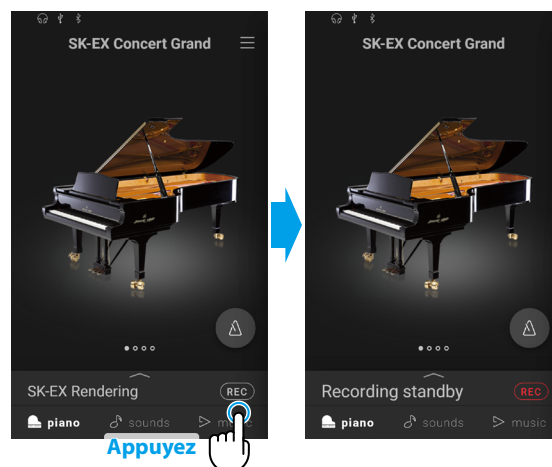 SK-EX Concert Grand
SK-EX Rendering REC
piano sounds music
Appuyez
SK-EX Concert Grand
Recording standby REC
piano sounds music